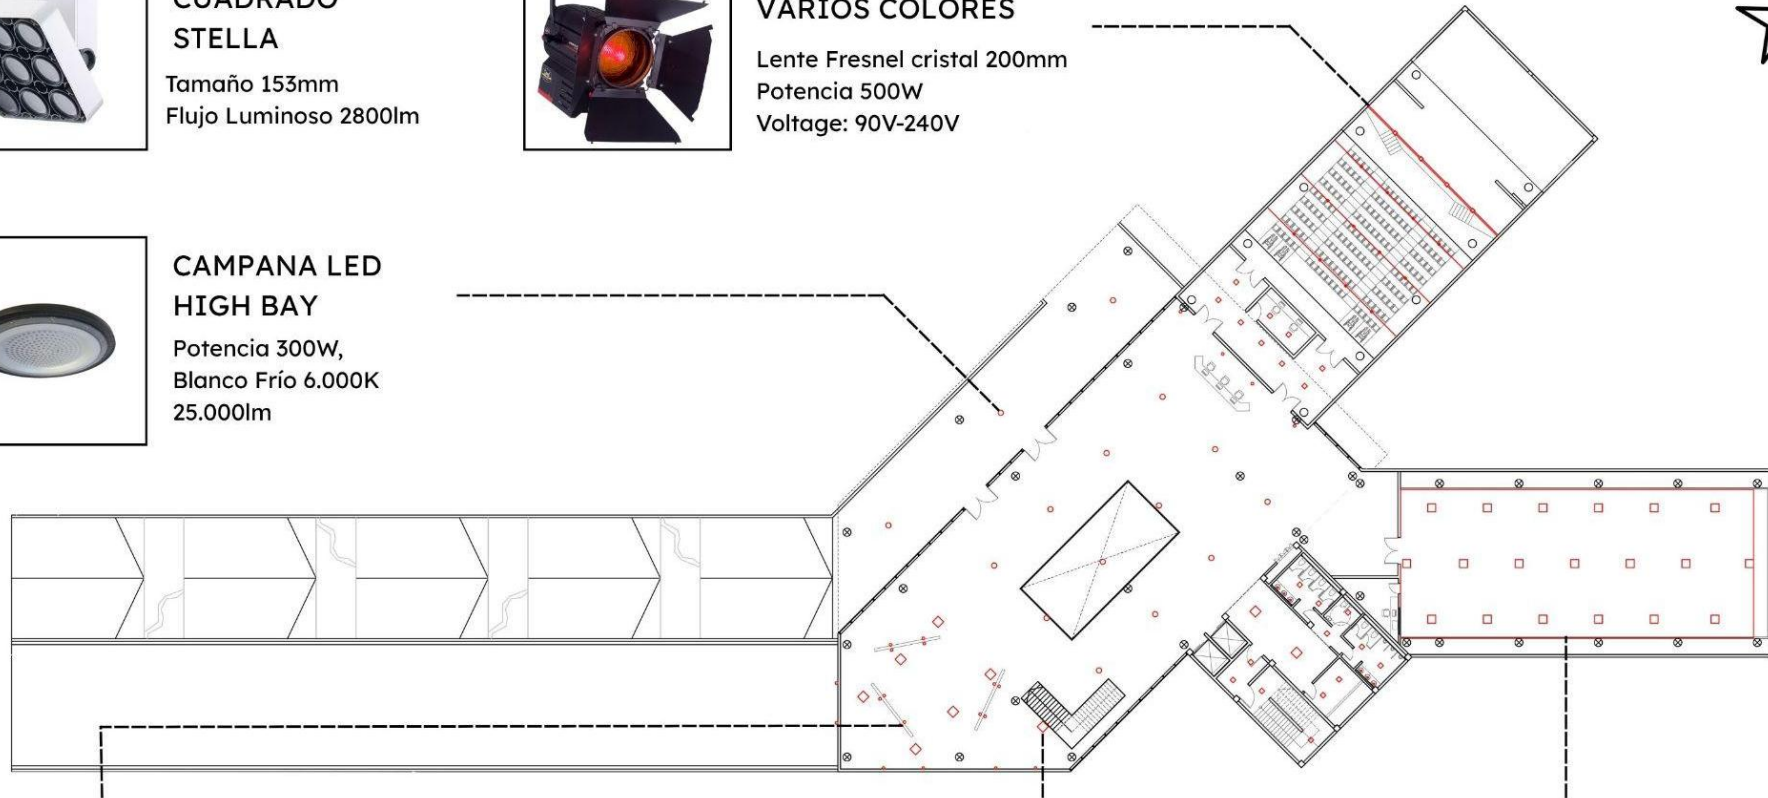 CUADRADO
STELLA
Tamaño 153mm
Flujo Luminoso 2800lm
VARIOS COLORES
Lente Fresnel cristal 200mm
Potencia 500W
Voltage: 90V-240V
CAMPANA LED
HIGH BAY
Potencia 300W,
Blanco Frío 6.000K
25.000lm